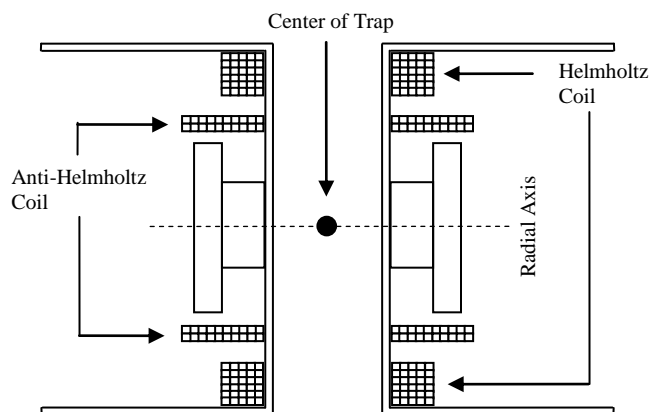 Center of Trap
Helmholtz
Coil
Anti-Helmholtz
Coil
Radial Axis